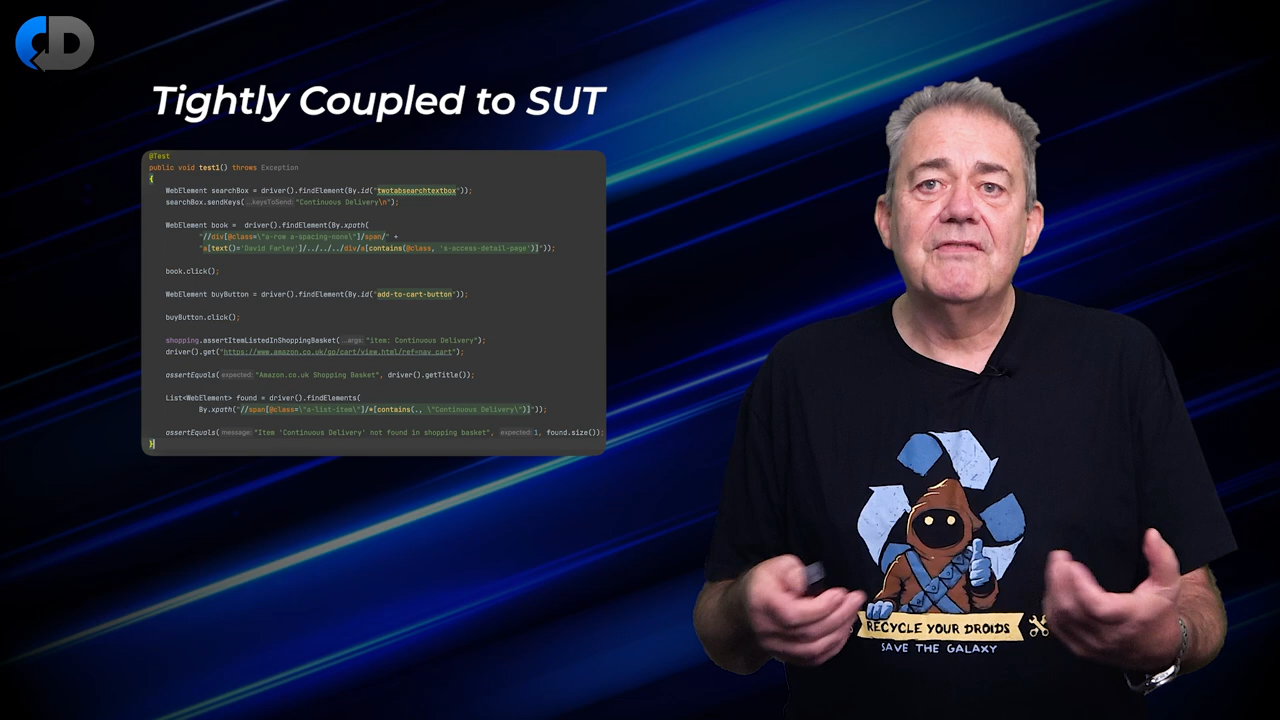 CD
Tightly Coupled to SUT
@Test
public void test1() throws Exception
{
WebElement searchBox = driver().findElement(By.id("twotabsearchtextbox"));
searchBox.sendKeys( ...keysToSend: "Continuous Delivery\n");
WebElement book =  driver().findElement(By.xpath(
"//div[@class=\"a-row a-spacing-none\"]/span/" +
"a[text()='David Farley']/../../../div/a[contains(@class, 's-access-detail-page')]"));
book.click();
WebElement buyButton = driver().findElement(By.id("add-to-cart-button"));
buyButton.click();
shopping.assertItemListedInShoppingBasket( ...args: "item: Continuous Delivery");
driver().get("https://www.amazon.co.uk/gp/cart/view.html/ref=nav_cart");
assertEquals( expected: "Amazon.co.uk Shopping Basket", driver.getTitle());
List<WebElement> found = driver().findElements(
By.xpath("//span[@class=\"a-list-item\"]/*[contains(., \"Continuous Delivery\")]"));
assertEquals( message: "Item 'Continuous Delivery' not found in shopping basket", expected: 1, found.size());
}
RECYCLE YOUR DROIDS
SAVE THE GALAXY